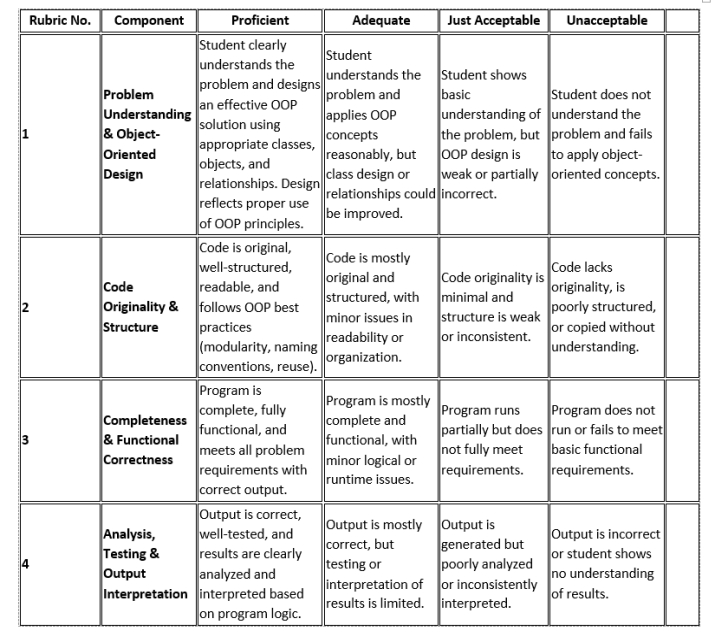 Rubric No. Component Proficient Adequate Just Acceptable Unacceptable
1
Problem
Understanding
& Object-
Oriented
Design
Student clearly
understands the
problem and designs
an effective OOP
solution using
appropriate classes,
objects, and
relationships. Design
reflects proper use
of OOP principles.
Student
understands the
problem and
applies OOP
concepts
reasonably, but
class design or
relationships could
be improved.
Student shows
basic
understanding of
the problem, but
OOP design is
weak or partially
incorrect.
Student does not
understand the
problem and fails
to apply object-
oriented concepts.
2
Code
Originality &
Structure
Code is original,
well-structured,
readable, and
follows OOP best
practices
(modularity, naming
conventions, reuse).
Code is mostly
original and
structured, with
minor issues in
readability or
organization.
Code originality is
minimal and
structure is weak
or inconsistent.
Code lacks
originality, is
poorly structured,
or copied without
understanding.
3
Completeness
& Functional
Correctness
Program is
complete, fully
functional, and
meets all problem
requirements with
correct output.
Program is mostly
complete and
functional, with
minor logical or
runtime issues.
Program runs
partially but does
not fully meet
requirements.
Program does not
run or fails to meet
basic functional
requirements.
4
Analysis,
Testing &
Output
Interpretation
Output is correct,
well-tested, and
results are clearly
analyzed and
interpreted based
on program logic.
Output is mostly
correct, but
testing or
interpretation of
results is limited.
Output is
generated but
poorly analyzed
or inconsistently
interpreted.
Output is incorrect
or student shows
no understanding
of results.